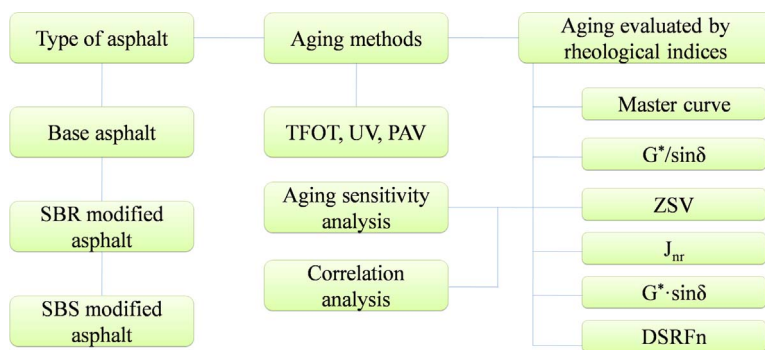 Type of asphalt
Base asphalt
SBR modified
asphalt
SBS modified
asphalt
Aging methods
TFOT, UV, PAV
Aging sensitivity
analysis
Correlation
analysis
Aging evaluated by
rheological indices
Master curve
G*/sinδ
ZSV
Jnr
G*·sinδ
DSRFn